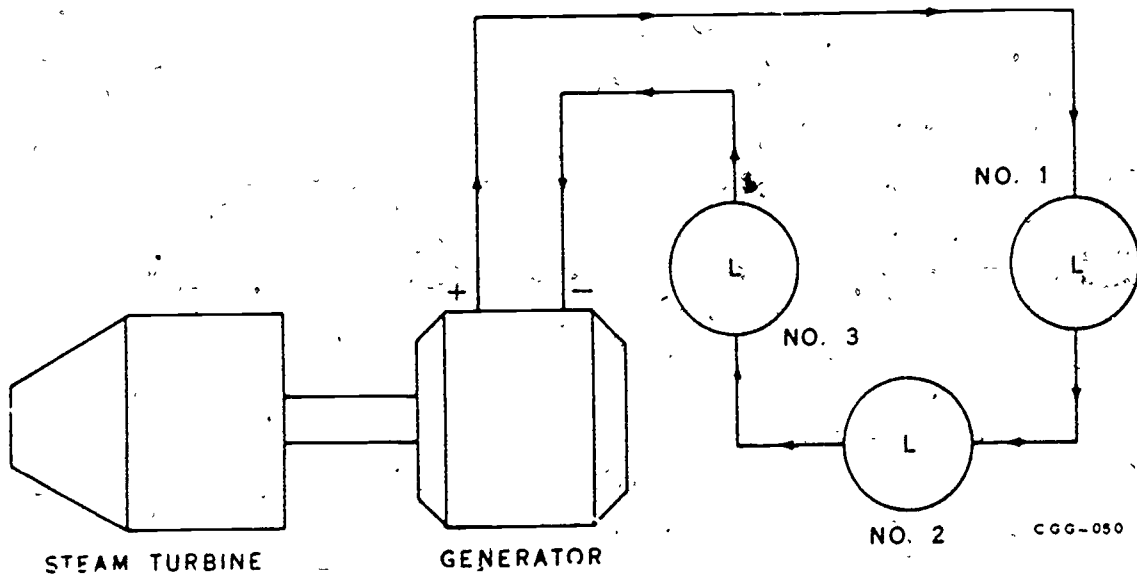 NO. 1
L
+ −
L
NO. 3
L
NO. 2
CGG-050
STEAM TURBINE
GENERATOR